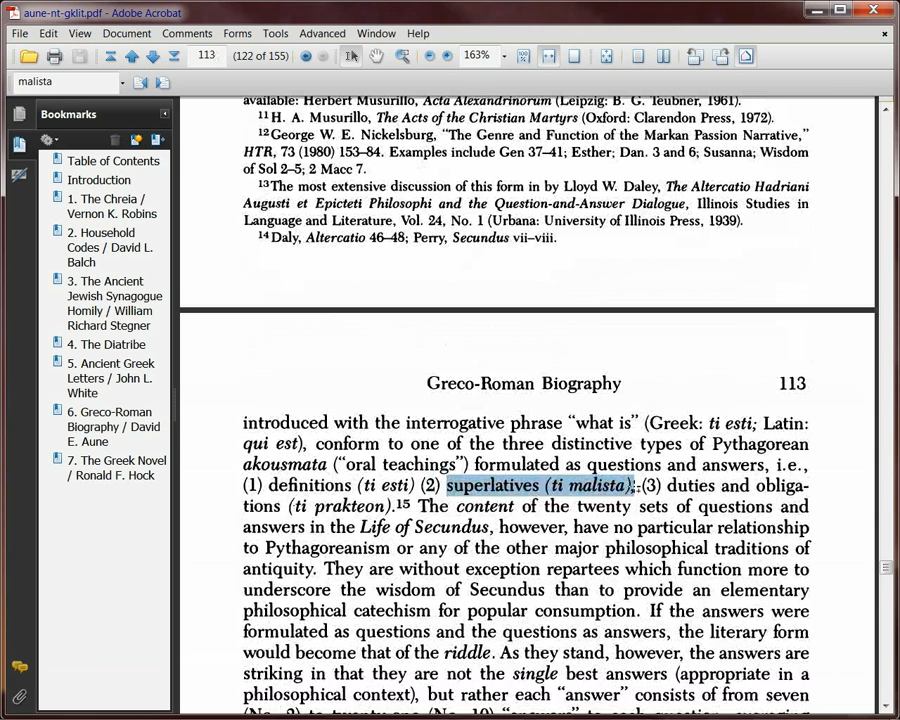 aune-nt-gklit.pdf - Adobe Acrobat
File Edit View Document Comments Forms Tools Advanced Window Help
113 (122 of 155) 163%
malista
Bookmarks
Table of Contents
Introduction
1. The Chreia /
Vernon K. Robins
2. Household
Codes / David L.
Balch
3. The Ancient
Jewish Synagogue
Homily / William
Richard Stegner
4. The Diatribe
5. Ancient Greek
Letters / John L.
White
6. Greco-Roman
Biography / David
E. Aune
7. The Greek Novel
/ Ronald F. Hock
available: Herbert Musurillo, Acta Alexandrinorum (Leipzig: B. G. Teubner, 1961).
11 H. A. Musurillo, The Acts of the Christian Martyrs (Oxford: Clarendon Press, 1972).
12 George W. E. Nickelsburg, "The Genre and Function of the Markan Passion Narrative,"
HTR, 73 (1980) 153–84. Examples include Gen 37–41; Esther; Dan. 3 and 6; Susanna; Wisdom
of Sol 2–5; 2 Macc 7.
13 The most extensive discussion of this form in by Lloyd W. Daley, The Altercatio Hadriani
Augusti et Epicteti Philosophi and the Question-and-Answer Dialogue, Illinois Studies in
Language and Literature, Vol. 24, No. 1 (Urbana: University of Illinois Press, 1939).
14 Daly, Altercatio 46–48; Perry, Secundus vii–viii.
Greco-Roman Biography 113
introduced with the interrogative phrase "what is" (Greek: ti esti; Latin:
qui est), conform to one of the three distinctive types of Pythagorean
akousmata ("oral teachings") formulated as questions and answers, i.e.,
(1) definitions (ti esti) (2) superlatives (ti malista); (3) duties and obliga-
tions (ti prakteon).15 The content of the twenty sets of questions and
answers in the Life of Secundus, however, have no particular relationship
to Pythagoreanism or any of the other major philosophical traditions of
antiquity. They are without exception repartees which function more to
underscore the wisdom of Secundus than to provide an elementary
philosophical catechism for popular consumption. If the answers were
formulated as questions and the questions as answers, the literary form
would become that of the riddle. As they stand, however, the answers are
striking in that they are not the single best answers (appropriate in a
philosophical context), but rather each "answer" consists of from seven
(No. 2) to twenty-one (No. 10) "answers" to each question, averaging